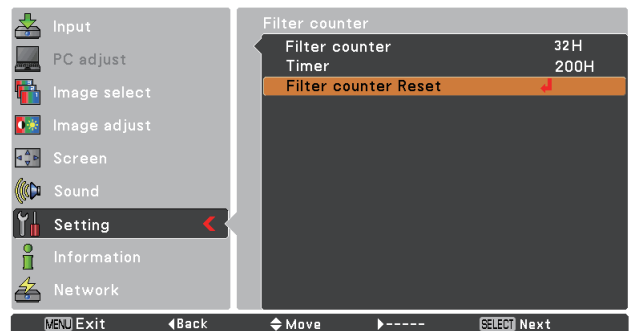 Input
PC adjust
Image select
Image adjust
Screen
Sound
Setting
Information
Network
Filter counter
Filter counter 32H
Timer 200H
Filter counter Reset
MENU Exit Back Move ----- SELECT Next